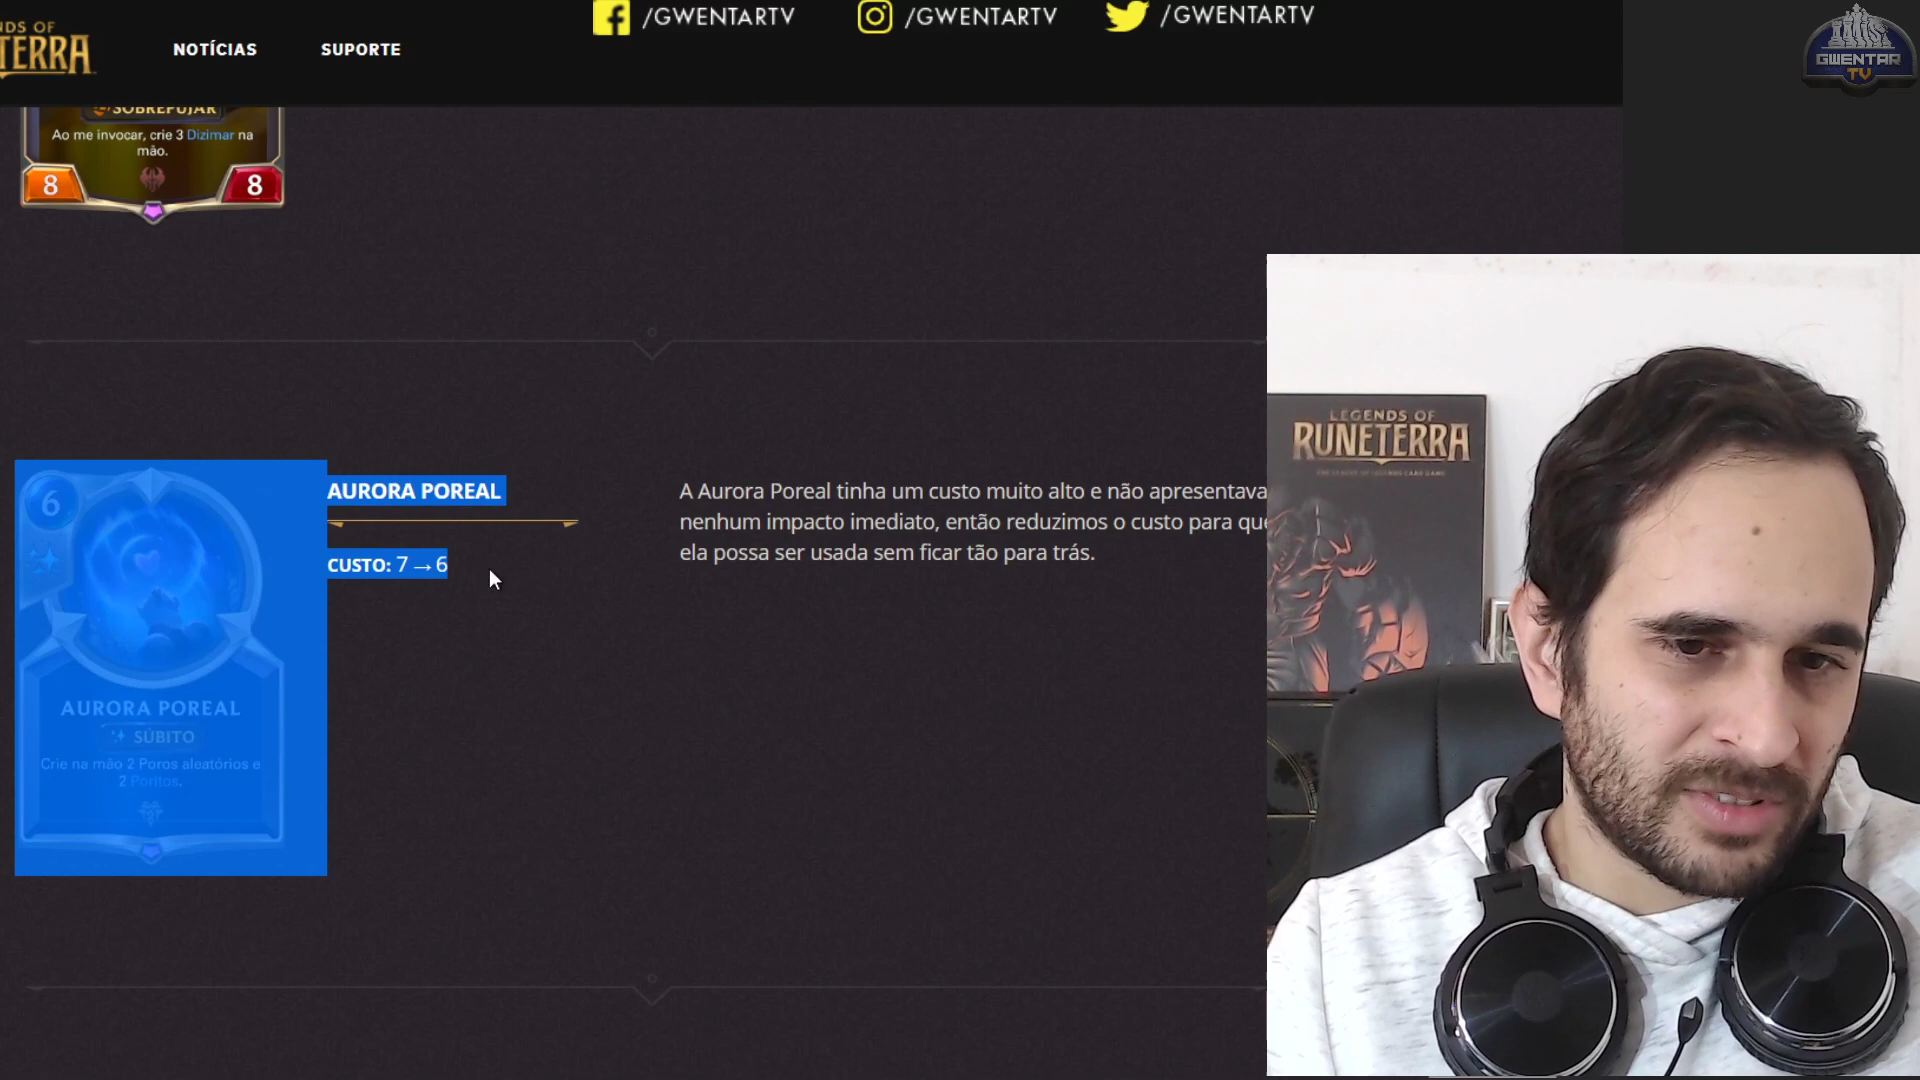 /GWENTARTV
/GWENTARTV
/GWENTARTV
GWENTAR
TV
DS OF
TERRA
NOTÍCIAS
SUPORTE
SOBREPUJAR
Ao me invocar, crie 3 Dizimar na
mão.
8
8
AURORA POREAL
CUSTO: 7 → 6
A Aurora Poreal tinha um custo muito alto e não apresentava
nenhum impacto imediato, então reduzimos o custo para que
ela possa ser usada sem ficar tão para trás.
6
AURORA POREAL
SÚBITO
Crie na mão 2 Poros aleatórios e
2 Poritos.
LEGENDS OF
RUNETERRA